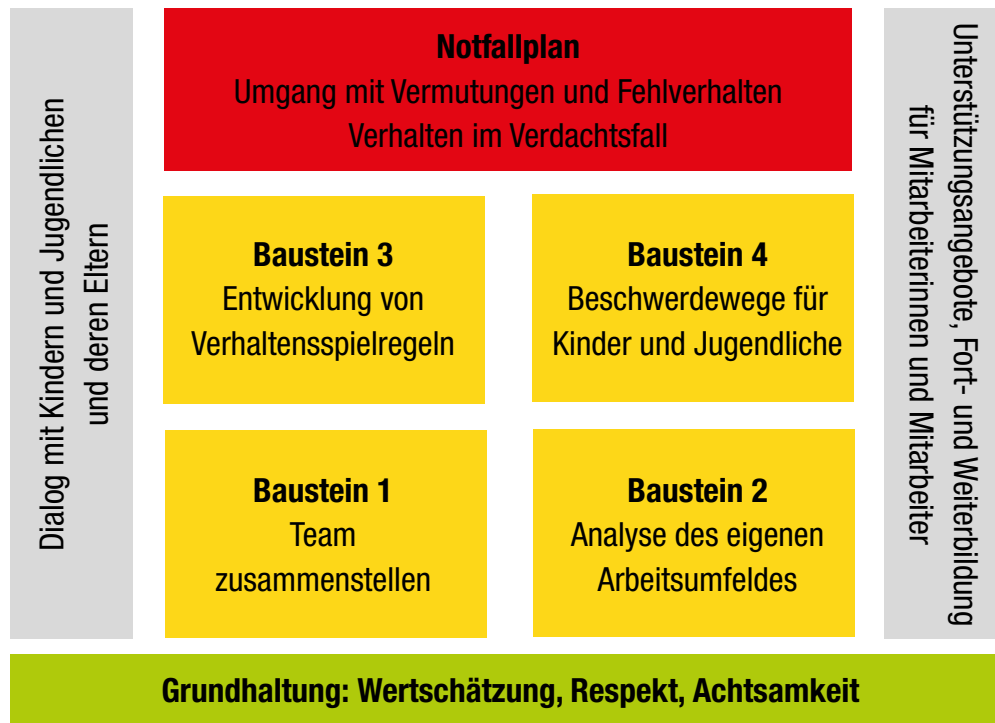 Notfallplan
Umgang mit Vermutungen und Fehlverhalten
Verhalten im Verdachtsfall
Dialog mit Kindern und Jugendlichen
und deren Eltern
Baustein 3
Entwicklung von
Verhaltensspielregeln
Baustein 4
Beschwerdewege für
Kinder und Jugendliche
Baustein 1
Team
zusammenstellen
Baustein 2
Analyse des eigenen
Arbeitsumfeldes
Unterstützungsangebote, Fort- und Weiterbildung
für Mitarbeiterinnen und Mitarbeiter
Grundhaltung: Wertschätzung, Respekt, Achtsamkeit